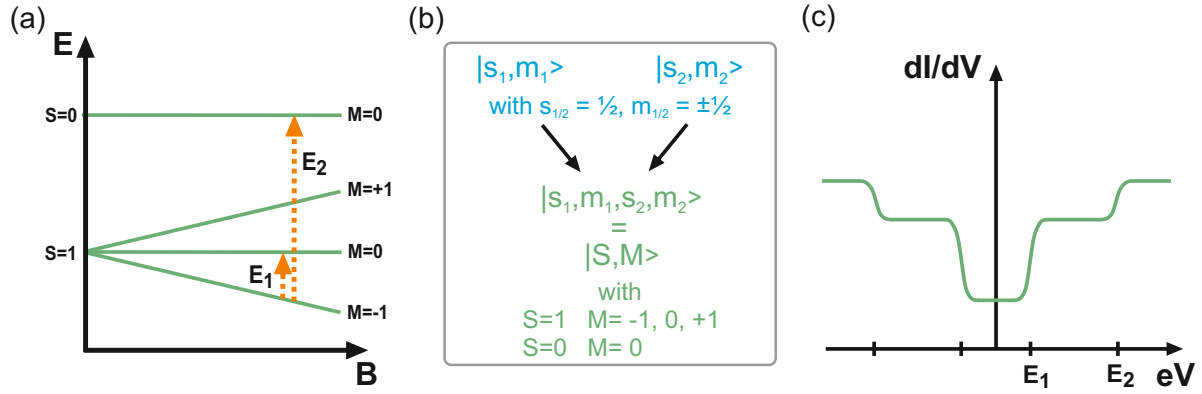 (a)
E
S=0
M=0
E₂
M=+1
S=1
M=0
E₁
M=-1
B
(b)
|s₁,m₁> |s₂,m₂>
with s₁/₂ = ½, m₁/₂ = ±½
|s₁,m₁,s₂,m₂>
=
|S,M>
with
S=1 M= -1, 0, +1
S=0 M= 0
(c)
dI/dV
E₁ E₂ eV